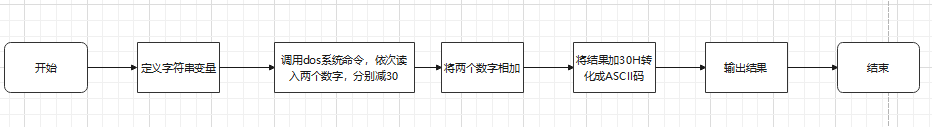 开始
定义字符串变量
调用dos系统命令，依次读
入两个数字，分别减30
将两个数字相加
将结果加30H转
化成ASCII码
输出结果
结束